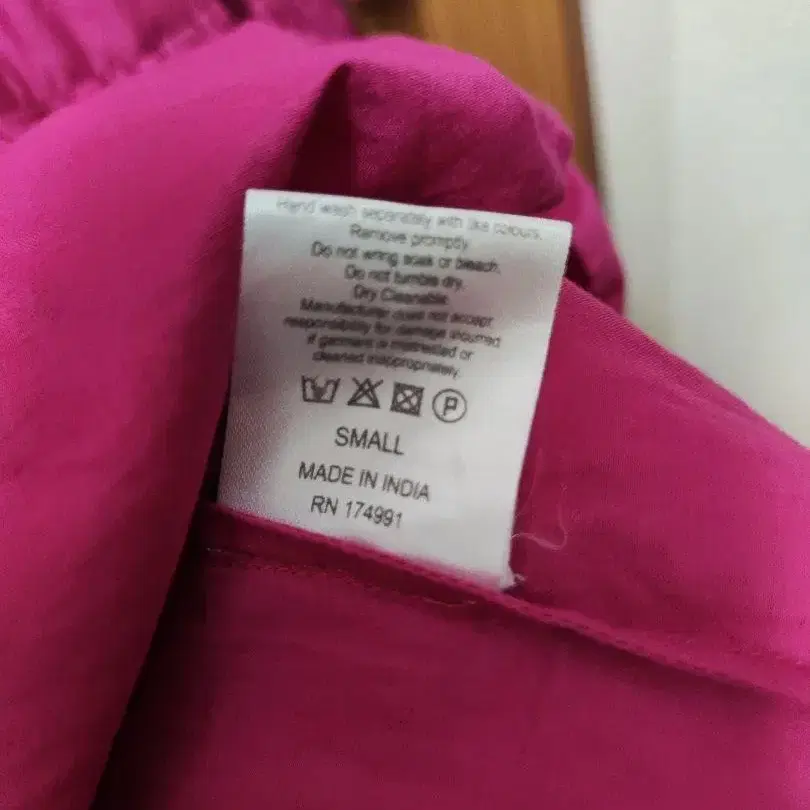 Hand wash separately with like colours.
Remove promptly.
Do not wring soak or bleach.
Do not tumble dry.
Dry Cleanable.
Manufacturer does not accept
responsibility for damage incurred
if garment is mistreated or
cleaned inappropriately.
P
SMALL
MADE IN INDIA
RN 174991